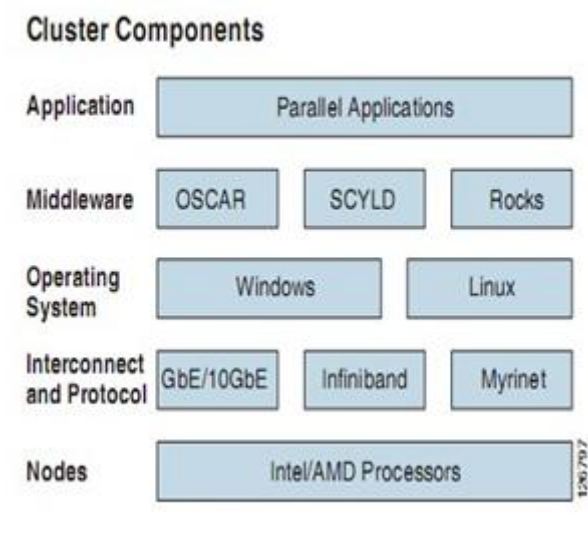 Cluster Components
Application
Parallel Applications
Middleware
OSCAR
SCYLD
Rocks
Operating
System
Windows
Linux
Interconnect
and Protocol
GbE/10GbE
Infiniband
Myrinet
Nodes
Intel/AMD Processors
126797